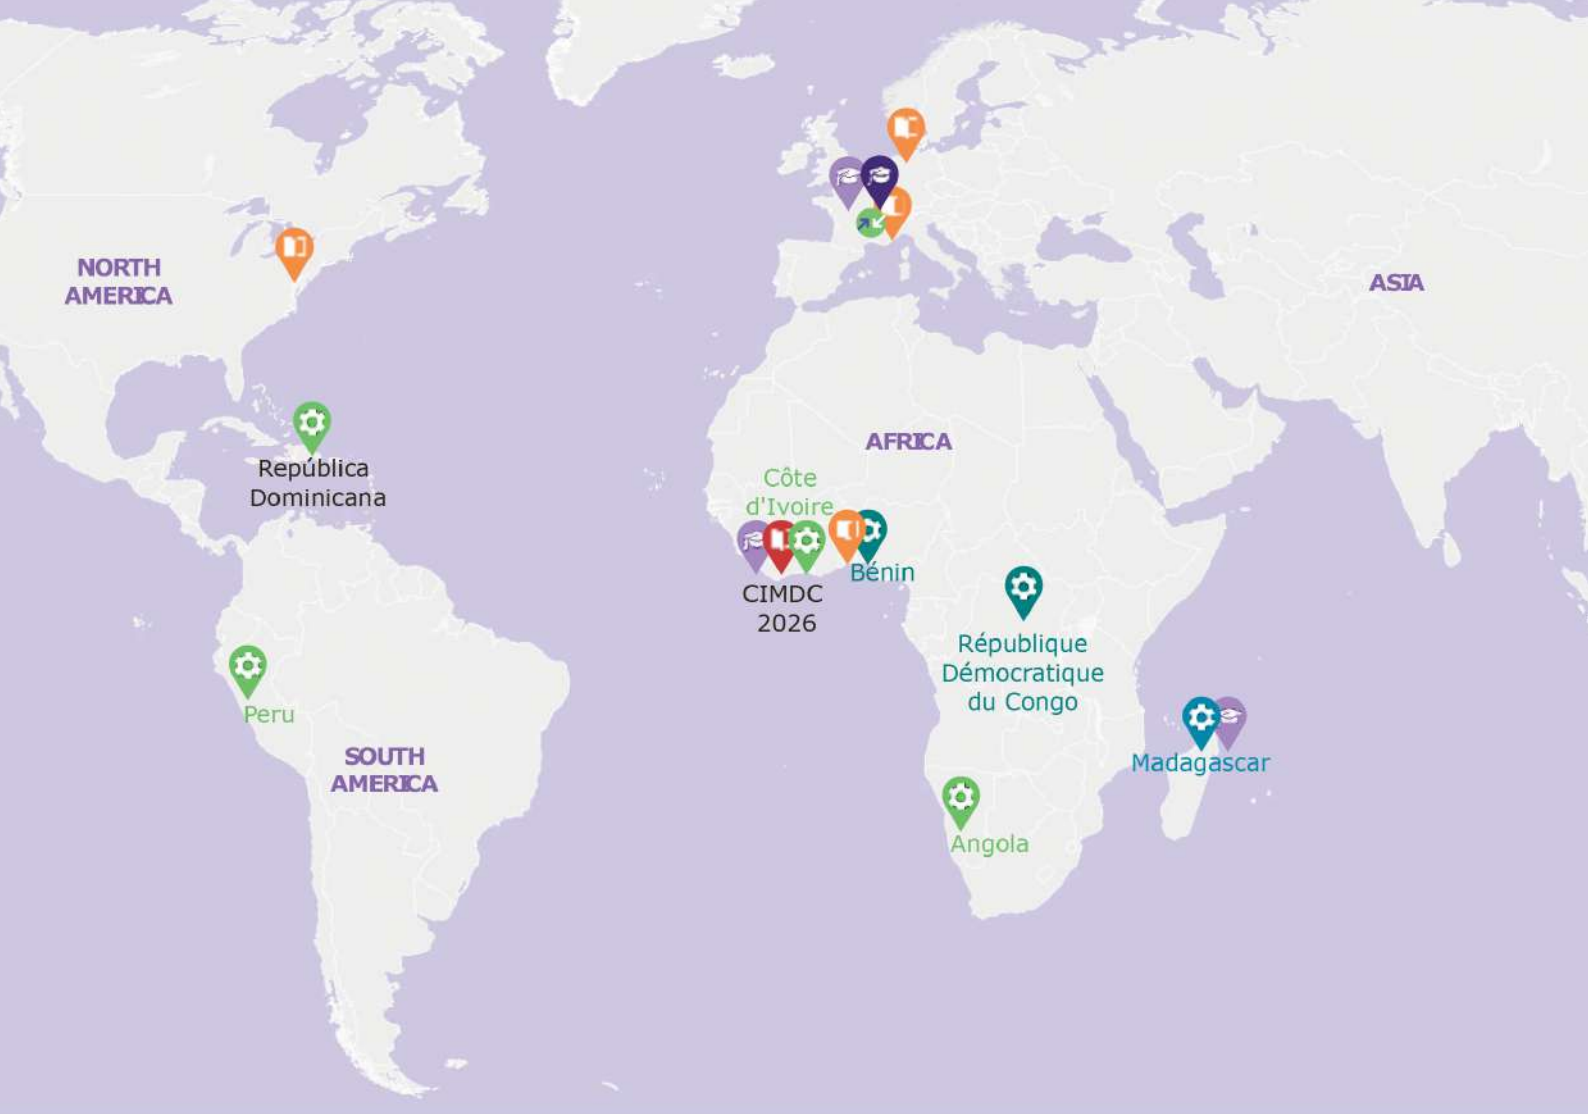 NORTH
AMERICA
ASIA
República
Dominicana
AFRICA
Côte
d'Ivoire
Bénin
CIMDC
2026
République
Démocratique
du Congo
Peru
Madagascar
SOUTH
AMERICA
Angola